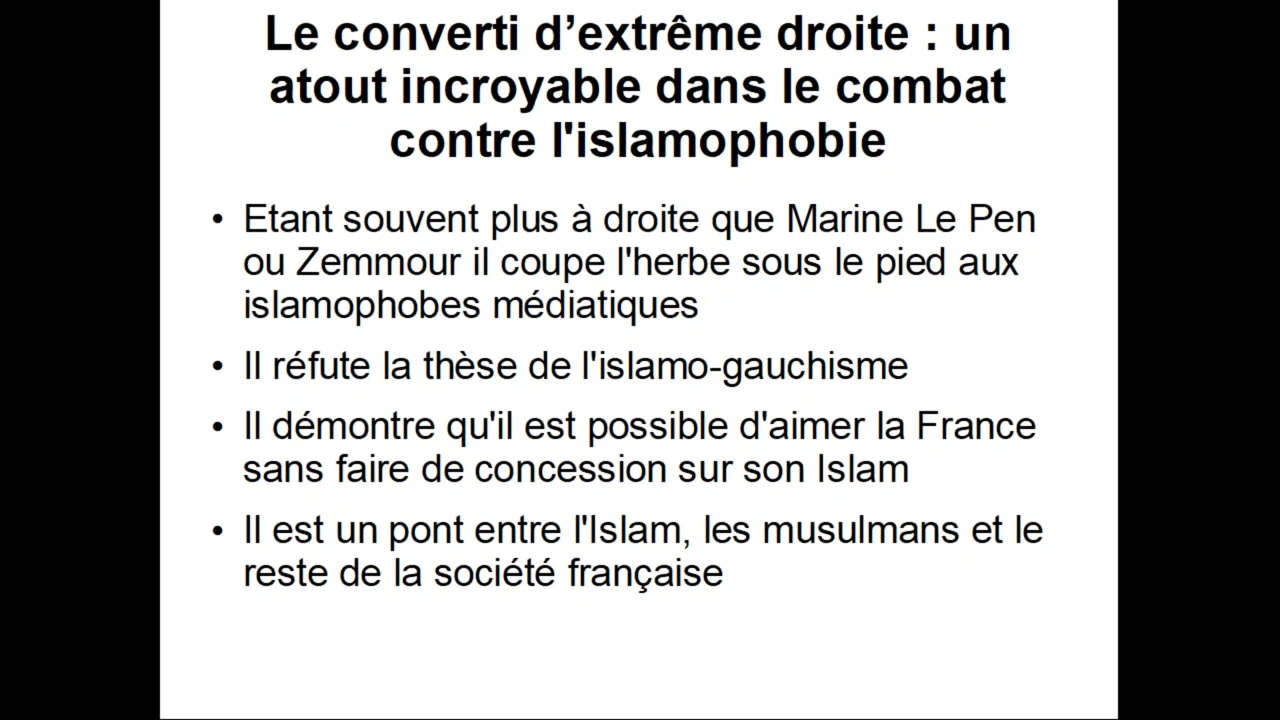 Le converti d’extrême droite : un
atout incroyable dans le combat
contre l'islamophobie
• Etant souvent plus à droite que Marine Le Pen
ou Zemmour il coupe l'herbe sous le pied aux
islamophobes médiatiques
• Il réfute la thèse de l'islamo-gauchisme
• Il démontre qu'il est possible d'aimer la France
sans faire de concession sur son Islam
• Il est un pont entre l'Islam, les musulmans et le
reste de la société française